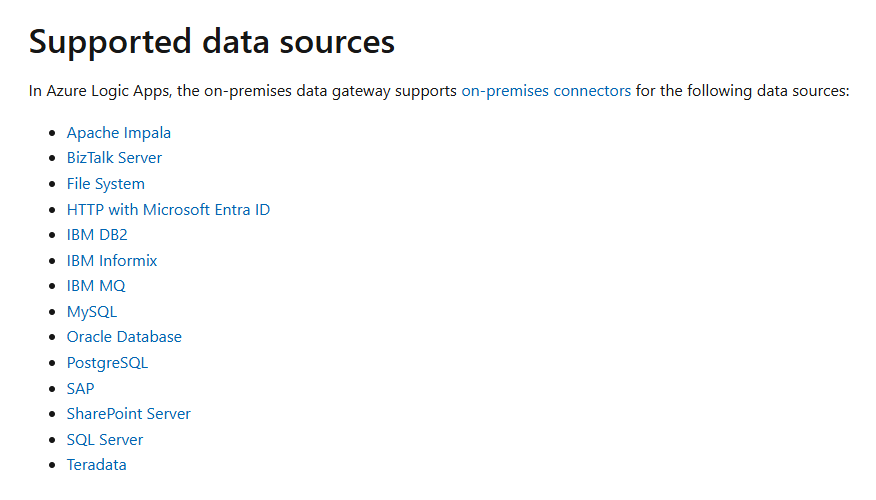 Supported data sources
In Azure Logic Apps, the on-premises data gateway supports on-premises connectors for the following data sources:
• Apache Impala
• BizTalk Server
• File System
• HTTP with Microsoft Entra ID
• IBM DB2
• IBM Informix
• IBM MQ
• MySQL
• Oracle Database
• PostgreSQL
• SAP
• SharePoint Server
• SQL Server
• Teradata